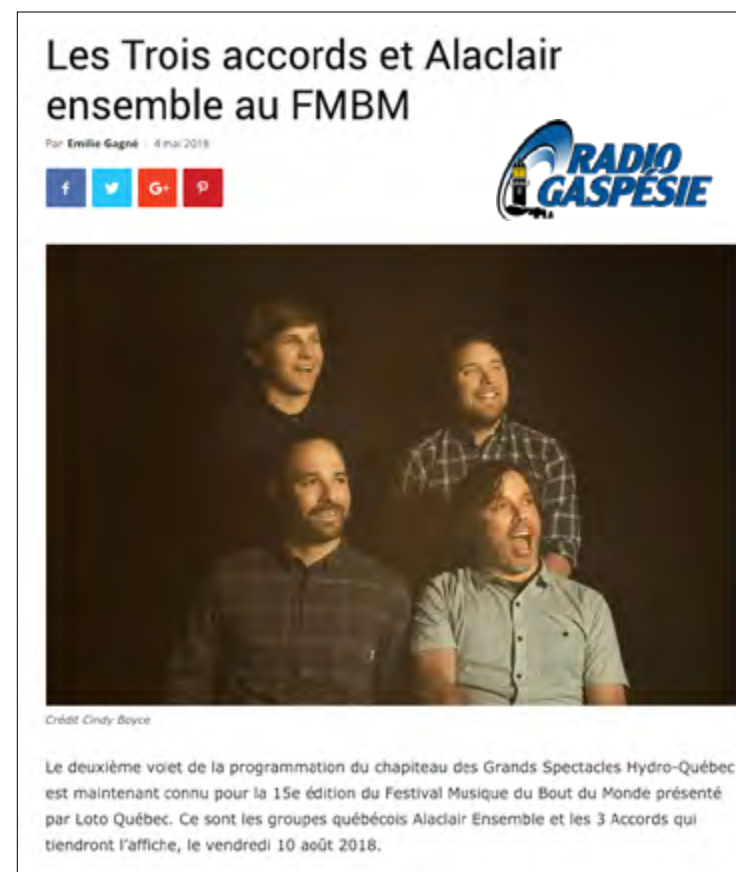 Les Trois accords et Alaclair
ensemble au FMBM
Par Emilie Gagné 4 mai 2018
f G+
RADIO
GASPÉSIE
Crédit Cindy Boyce
Le deuxième volet de la programmation du chapiteau des Grands Spectacles Hydro-Québec
est maintenant connu pour la 15e édition du Festival Musique du Bout du Monde présenté
par Loto Québec. Ce sont les groupes québécois Alaclair Ensemble et les 3 Accords qui
tiendront l'affiche, le vendredi 10 août 2018.